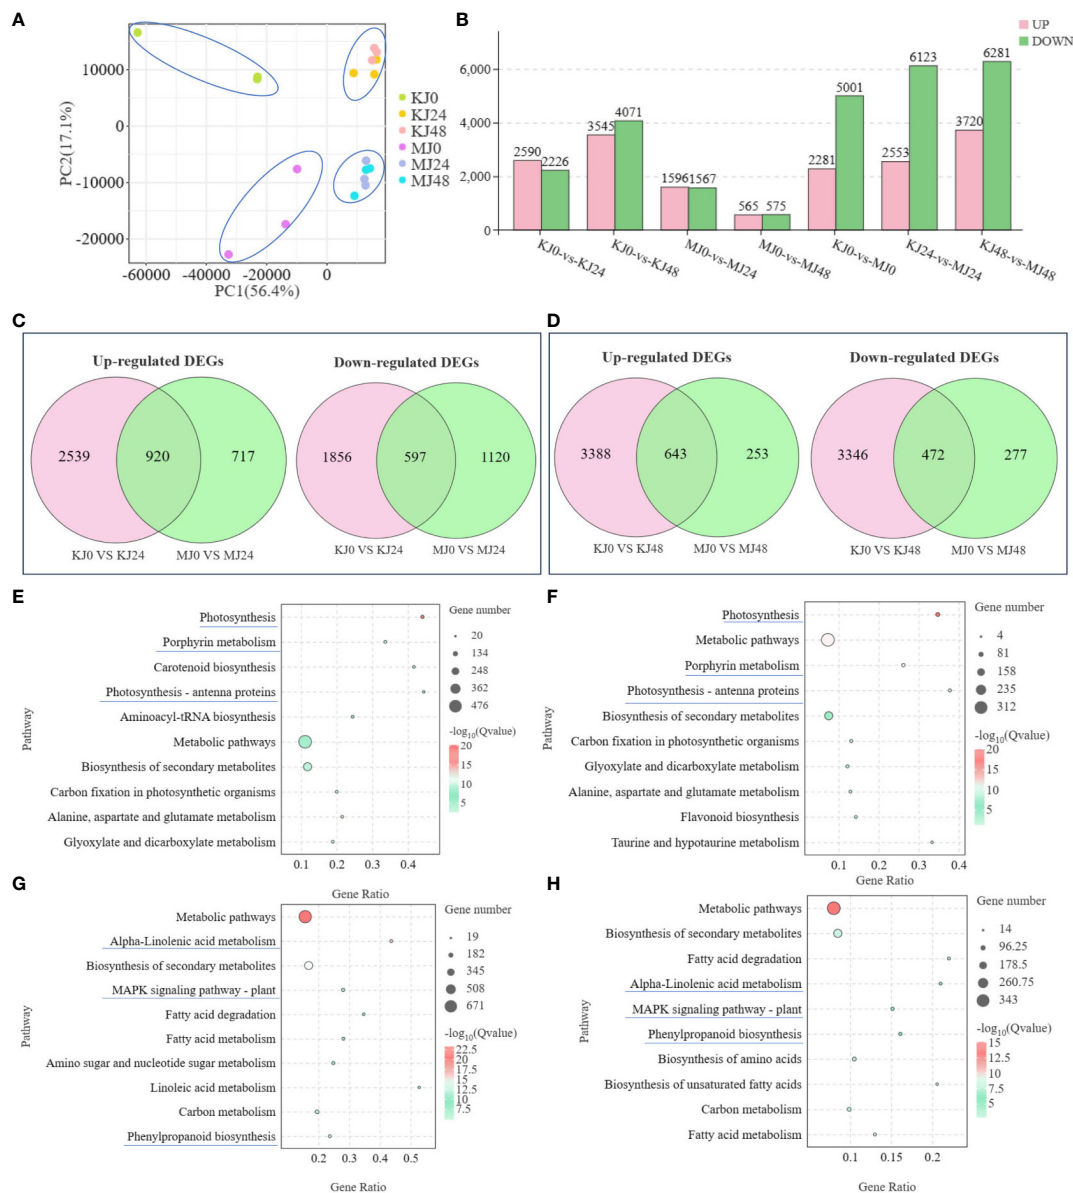 A
10000
0
-10000
-20000
PC2(17.1%)
-60000
-40000
-20000
0
PC1(56.4%)
KJ0
KJ24
KJ48
MJ0
MJ24
MJ48
B
UP
DOWN
6,000
4,000
2,000
0
2590
2226
3545
4071
1596
1567
565
575
2281
5001
2553
6123
3720
6281
KJ0-vs-KJ24
KJ0-vs-KJ48
MJ0-vs-MJ24
MJ0-vs-MJ48
KJ0-vs-MJ0
KJ24-vs-MJ24
KJ48-vs-MJ48
C
Up-regulated DEGs
2539
920
717
KJ0 VS KJ24
MJ0 VS MJ24
Down-regulated DEGs
1856
597
1120
KJ0 VS KJ24
MJ0 VS MJ24
D
Up-regulated DEGs
3388
643
253
KJ0 VS KJ48
MJ0 VS MJ48
Down-regulated DEGs
3346
472
277
KJ0 VS KJ48
MJ0 VS MJ48
E
Pathway
Photosynthesis
Porphyrin metabolism
Carotenoid biosynthesis
Photosynthesis - antenna proteins
Aminoacyl-tRNA biosynthesis
Metabolic pathways
Biosynthesis of secondary metabolites
Carbon fixation in photosynthetic organisms
Alanine, aspartate and glutamate metabolism
Glyoxylate and dicarboxylate metabolism
0.1
0.2
0.3
0.4
Gene Ratio
Gene number
20
134
248
362
476
-log10(Qvalue)
20
15
10
5
F
Pathway
Photosynthesis
Metabolic pathways
Porphyrin metabolism
Photosynthesis - antenna proteins
Biosynthesis of secondary metabolites
Carbon fixation in photosynthetic organisms
Glyoxylate and dicarboxylate metabolism
Alanine, aspartate and glutamate metabolism
Flavonoid biosynthesis
Taurine and hypotaurine metabolism
0.1
0.2
0.3
0.4
Gene Ratio
Gene number
4
81
158
235
312
-log10(Qvalue)
20
15
10
5
G
Pathway
Metabolic pathways
Alpha-Linolenic acid metabolism
Biosynthesis of secondary metabolites
MAPK signaling pathway - plant
Fatty acid degradation
Fatty acid metabolism
Amino sugar and nucleotide sugar metabolism
Linoleic acid metabolism
Carbon metabolism
Phenylpropanoid biosynthesis
0.2
0.3
0.4
0.5
Gene Ratio
Gene number
19
182
345
508
671
-log10(Qvalue)
22.5
20
17.5
15
12.5
10
7.5
H
Pathway
Metabolic pathways
Biosynthesis of secondary metabolites
Fatty acid degradation
Alpha-Linolenic acid metabolism
MAPK signaling pathway - plant
Phenylpropanoid biosynthesis
Biosynthesis of amino acids
Biosynthesis of unsaturated fatty acids
Carbon metabolism
Fatty acid metabolism
0.1
0.15
0.2
Gene Ratio
Gene number
14
96.25
178.5
260.75
343
-log10(Qvalue)
15
12.5
10
7.5
5